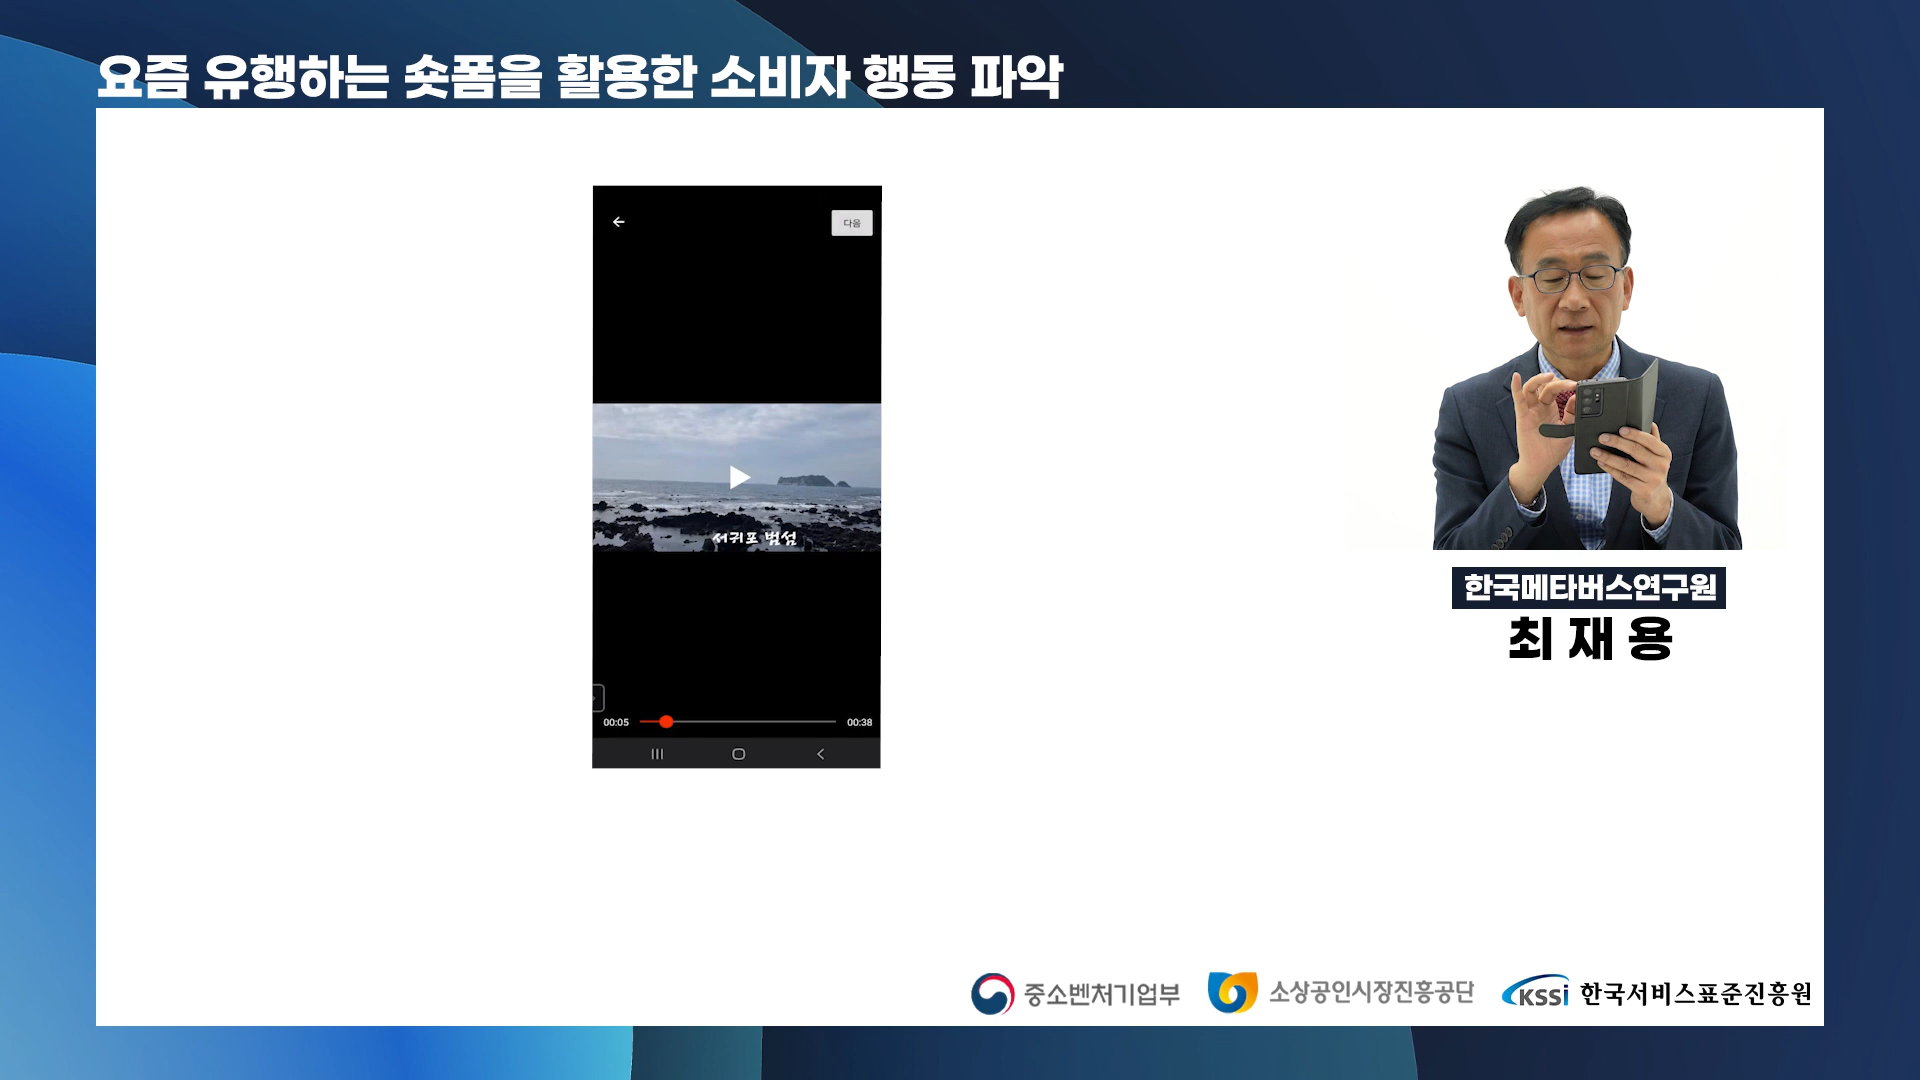 요즘 유행하는 숏폼을 활용한 소비자 행동 파악
다음
서귀포 범섬
00:05
00:38
한국메타버스연구원
최재용
중소벤처기업부
소상공인시장진흥공단
KSSi 한국서비스표준진흥원